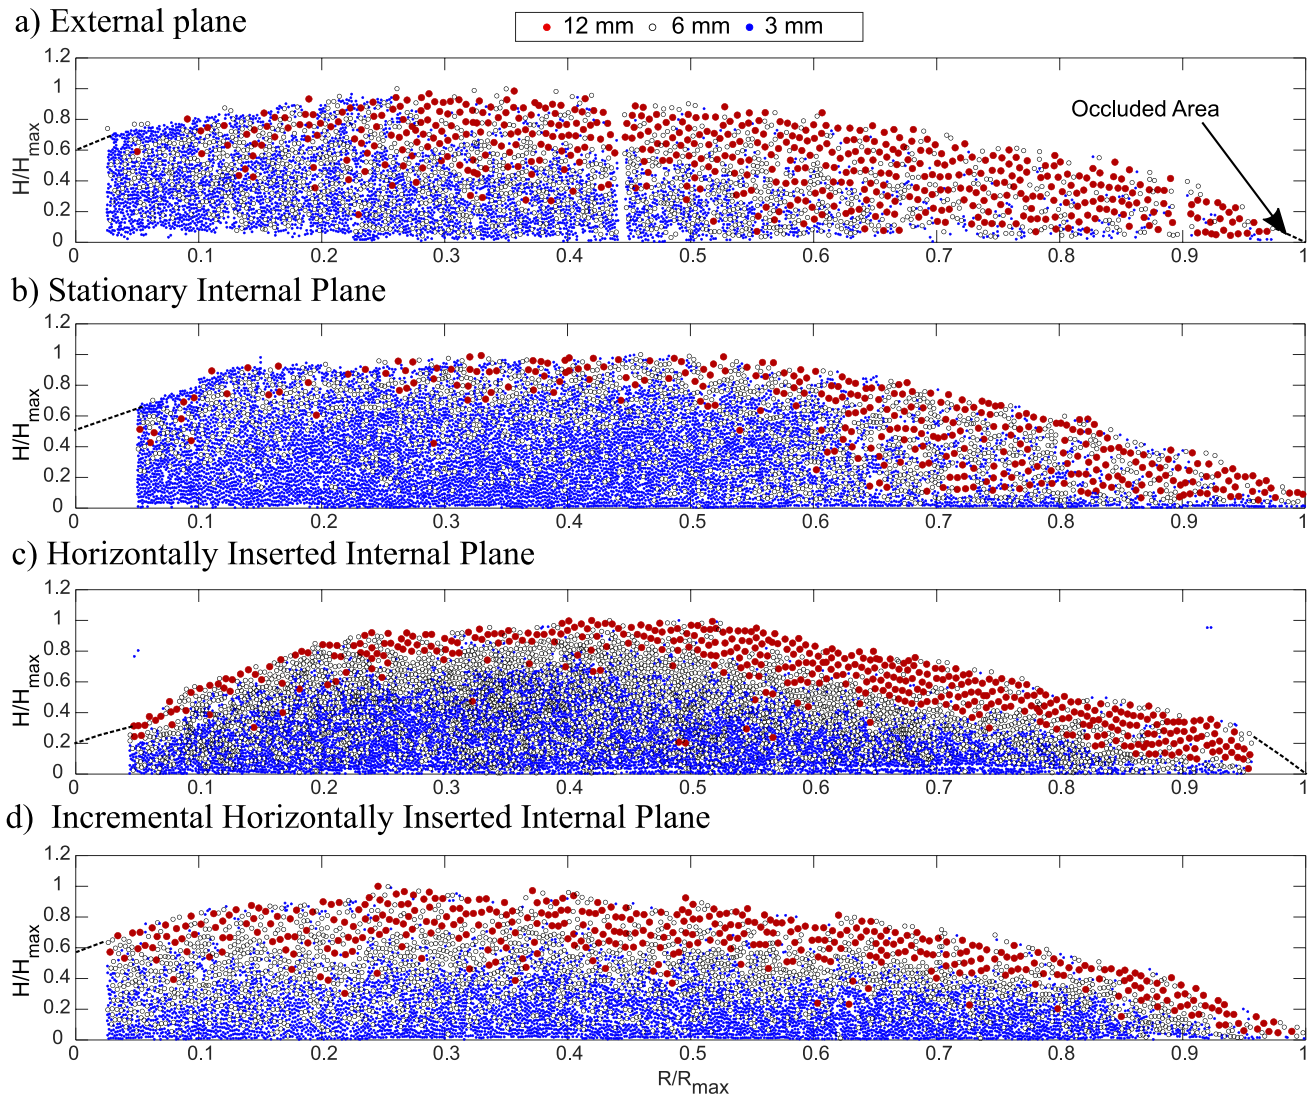 a) External plane
12 mm 6 mm 3 mm
1.2
1
0.8
0.6
0.4
0.2
0
H/Hmax
Occluded Area
0 0.1 0.2 0.3 0.4 0.5 0.6 0.7 0.8 0.9 1
b) Stationary Internal Plane
1.2
1
0.8
0.6
0.4
0.2
0
H/Hmax
0 0.1 0.2 0.3 0.4 0.5 0.6 0.7 0.8 0.9 1
c) Horizontally Inserted Internal Plane
1.2
1
0.8
0.6
0.4
0.2
0
H/Hmax
0 0.1 0.2 0.3 0.4 0.5 0.6 0.7 0.8 0.9 1
d) Incremental Horizontally Inserted Internal Plane
1.2
1
0.8
0.6
0.4
0.2
0
H/Hmax
0 0.1 0.2 0.3 0.4 0.5 0.6 0.7 0.8 0.9 1
R/Rmax